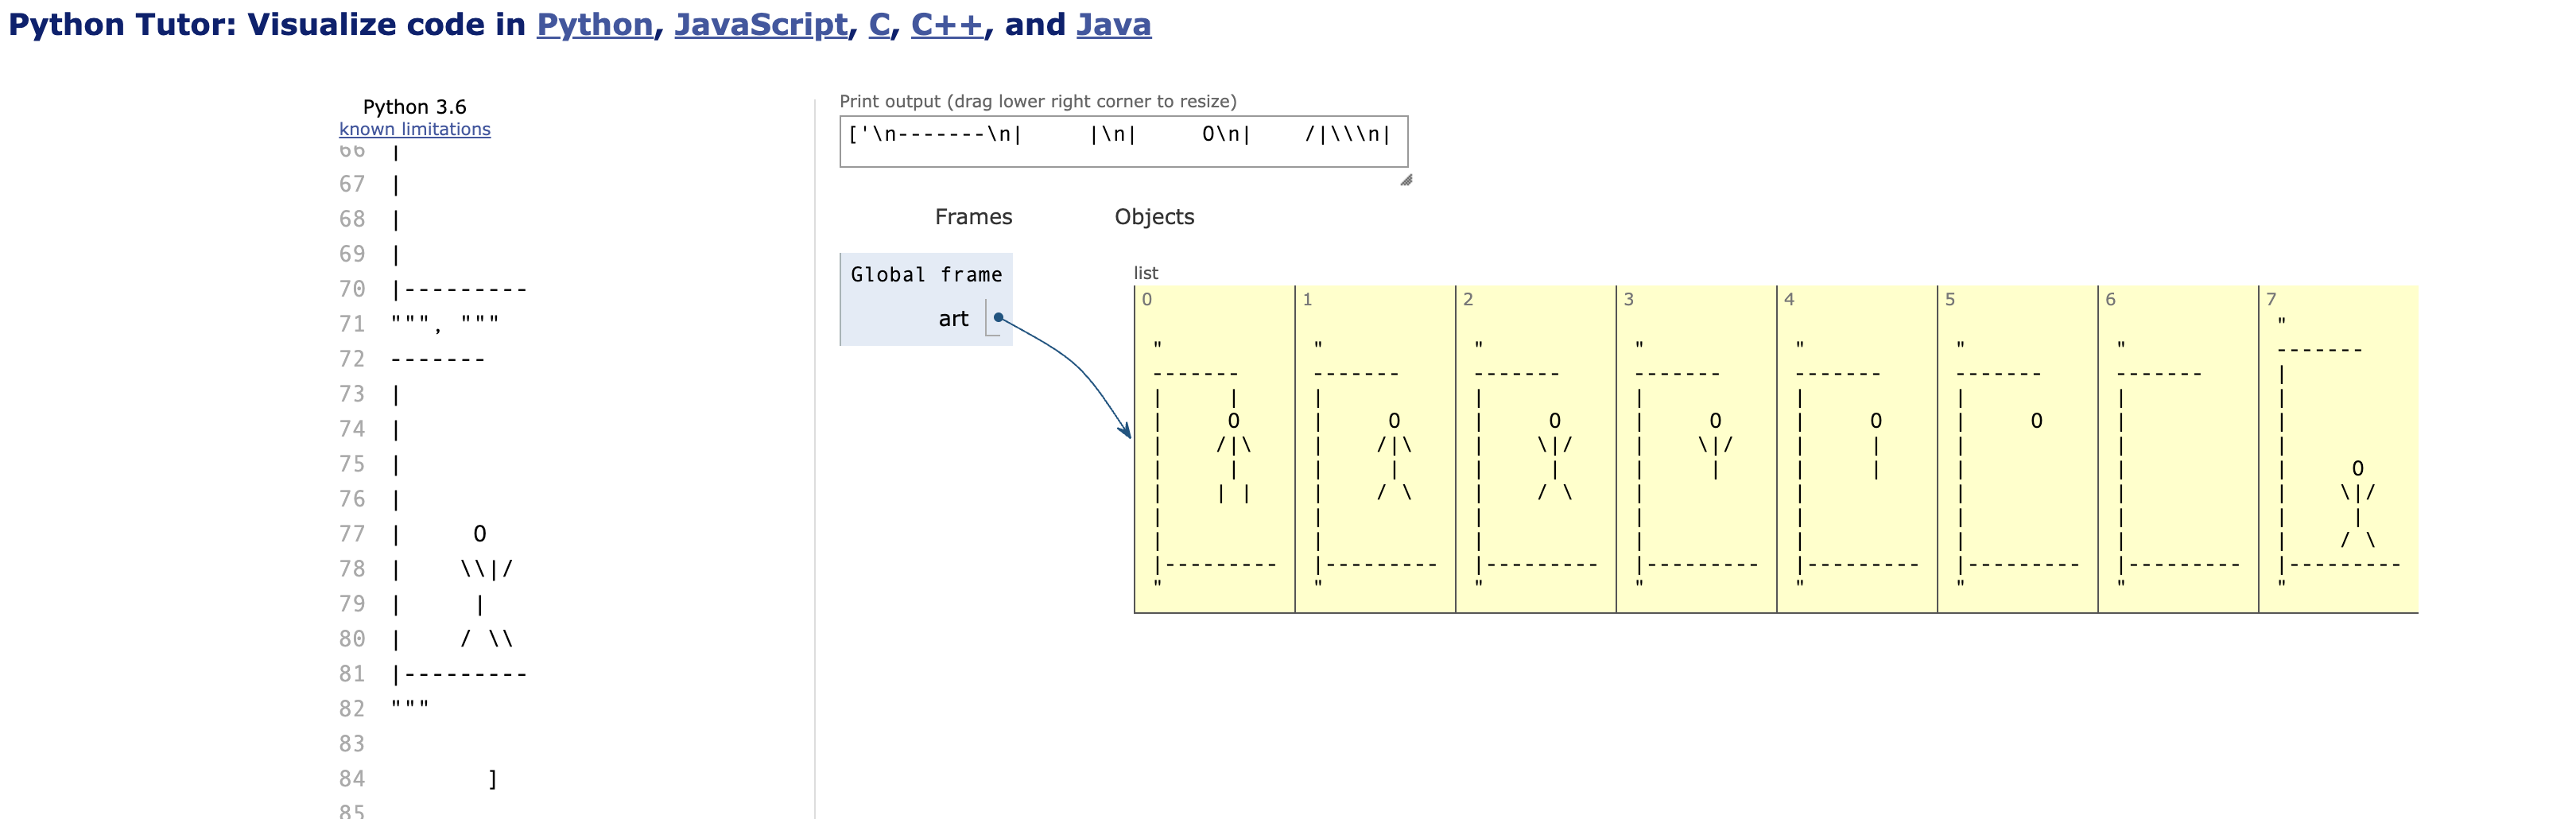 Python Tutor: Visualize code in Python, JavaScript, C, C++, and Java
Python 3.6
known limitations
66 |
67 |
68 |
69 |
70 |---------
71 """, """
72 -------
73 |
74 |
75 |
76 |
77 |     O
78 |    \\|/
79 |     |
80 |    / \\
81 |---------
82 """
83
84        ]
85
Print output (drag lower right corner to resize)
['\n-------\n|     |\n|     O\n|    /|\\\n|
Frames Objects
Global frame
art
list
0 1 2 3 4 5 6 7
"
"          "          "          "          "          "          "          -------
-------    -------    -------    -------    -------    -------    -------    |
|     |    |          |          |          |          |          |          |
|     O    |     O    |     O    |     O    |     O    |     O    |          |
|    /|\   |    /|\   |    \|/   |    \|/   |     |    |          |          |
|     |    |     |    |     |    |     |    |     |    |          |          |     O
|    | |   |    / \   |    / \   |          |          |          |          |    \|/
|          |          |          |          |          |          |          |     |
|          |          |          |          |          |          |          |    / \
|--------- |--------- |--------- |--------- |--------- |--------- |--------- |---------
"          "          "          "          "          "          "          "